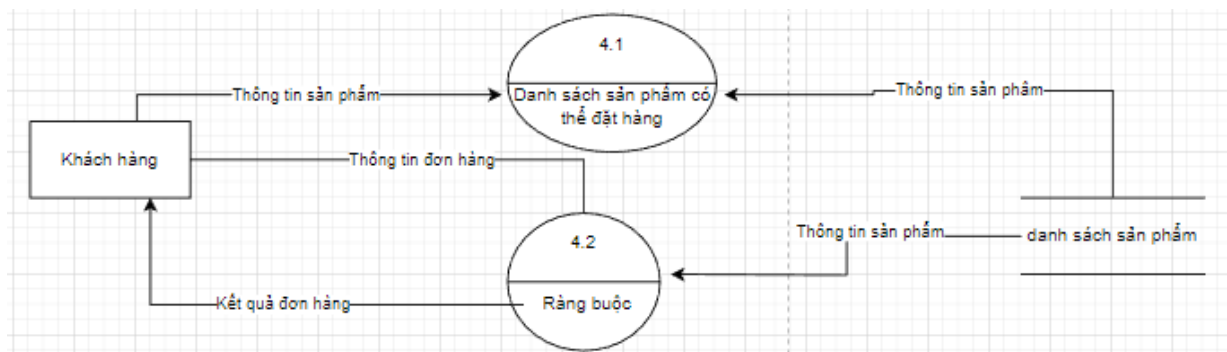 4.1
Danh sách sản phẩm có
thể đặt hàng
Thông tin sản phẩm
Thông tin sản phẩm
Khách hàng
Thông tin đơn hàng
4.2
Ràng buộc
Thông tin sản phẩm
danh sách sản phẩm
Kết quả đơn hàng